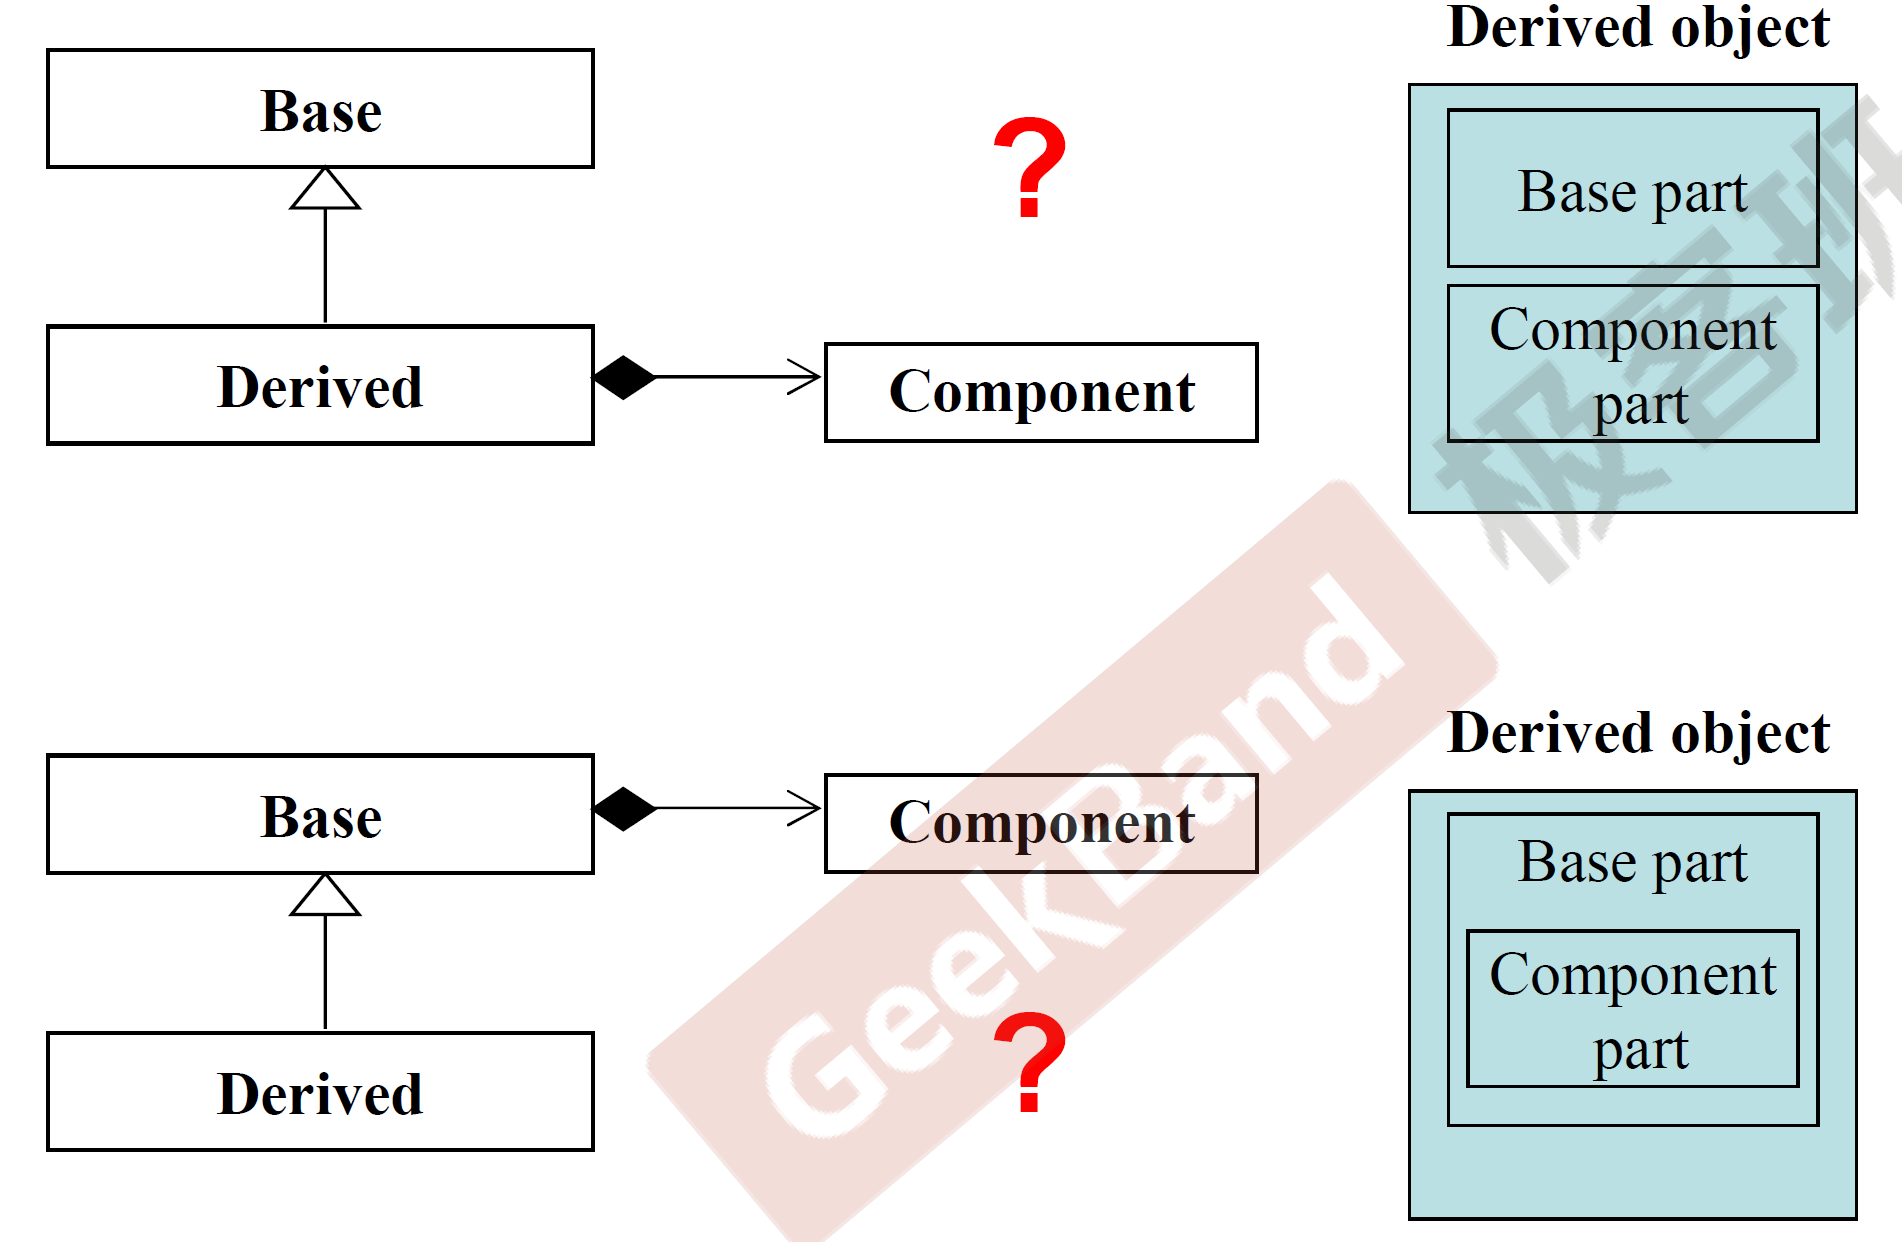 Derived object
Base
?
Base part
Derived
Component
Component
part
Derived object
Base
Component
Base part
Component
part
Derived
?
GeekBand 极客班